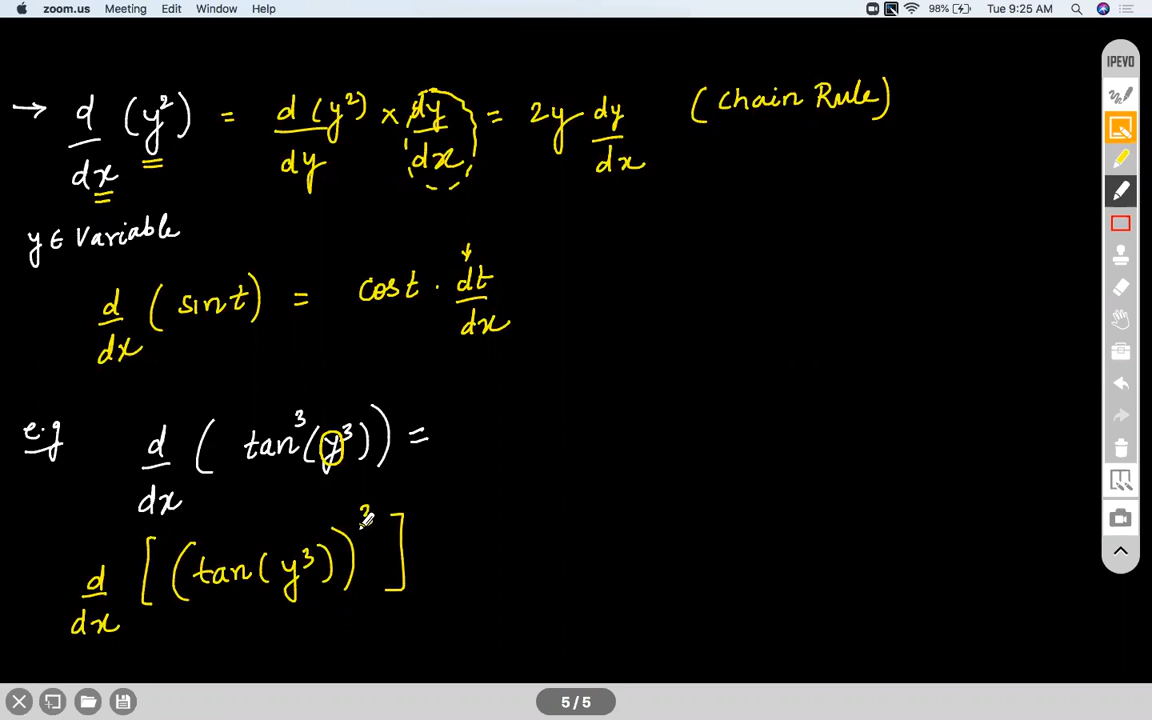 zoom.us Meeting Edit Window Help 98% Tue 9:25 AM
IPEVO
→ d/dx (y²) = d(y²)/dy × dy/dx = 2y dy/dx (Chain Rule)
y ∈ Variable
d/dx (sin t) = cos t · dt/dx
e.g d/dx (tan³(y³)) =
d/dx [(tan(y³))³]
5/5